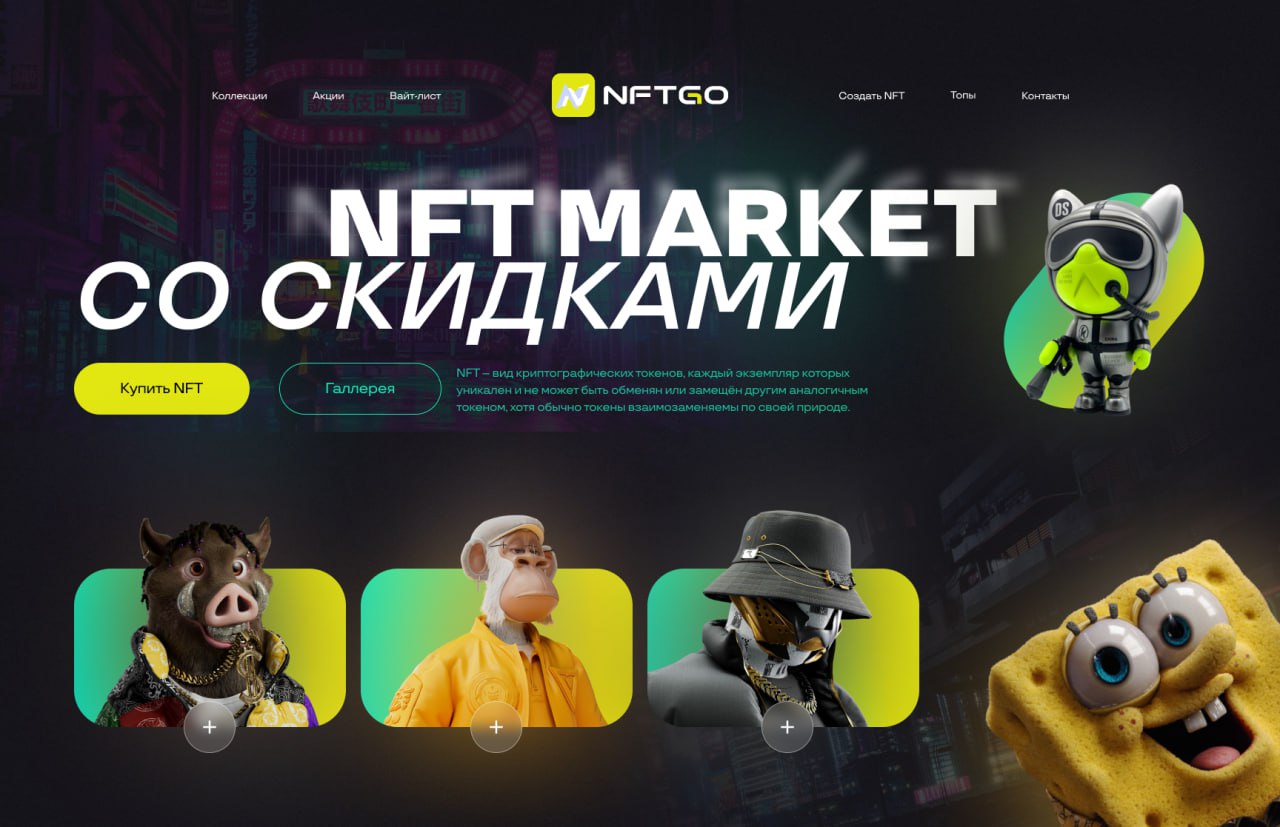 Коллекции
Акции
Вайт-лист
NFTGO
Создать NFT
Топы
Контакты
NFT MARKET
СО СКИДКАМИ
DS
Купить NFT
Галлерея
NFT – вид криптографических токенов, каждый экземпляр которых
уникален и не может быть обменян или замещён другим аналогичным
токеном, хотя обычно токены взаимозаменяемы по своей природе.